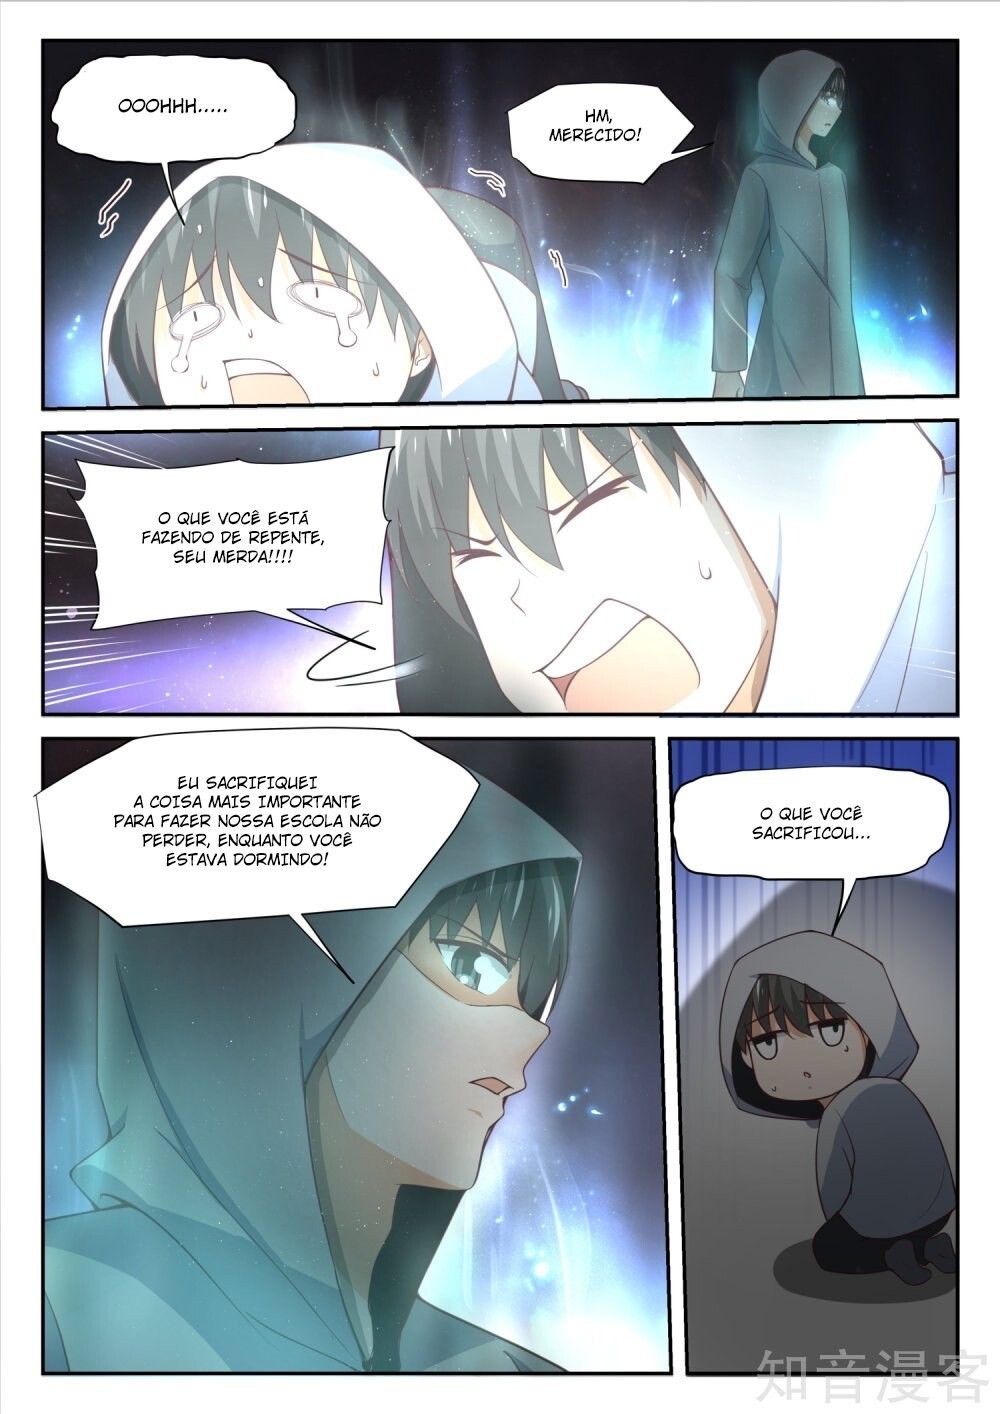 OOOHHH.....
HM,
MERECIDO!
O QUE VOCÊ ESTÁ
FAZENDO DE REPENTE,
SEU MERDA!!!!
EU SACRIFIQUEI
A COISA MAIS IMPORTANTE
PARA FAZER NOSSA ESCOLA NÃO
PERDER, ENQUANTO VOCÊ
ESTAVA DORMINDO!
O QUE VOCÊ
SACRIFICOU...
知音漫客